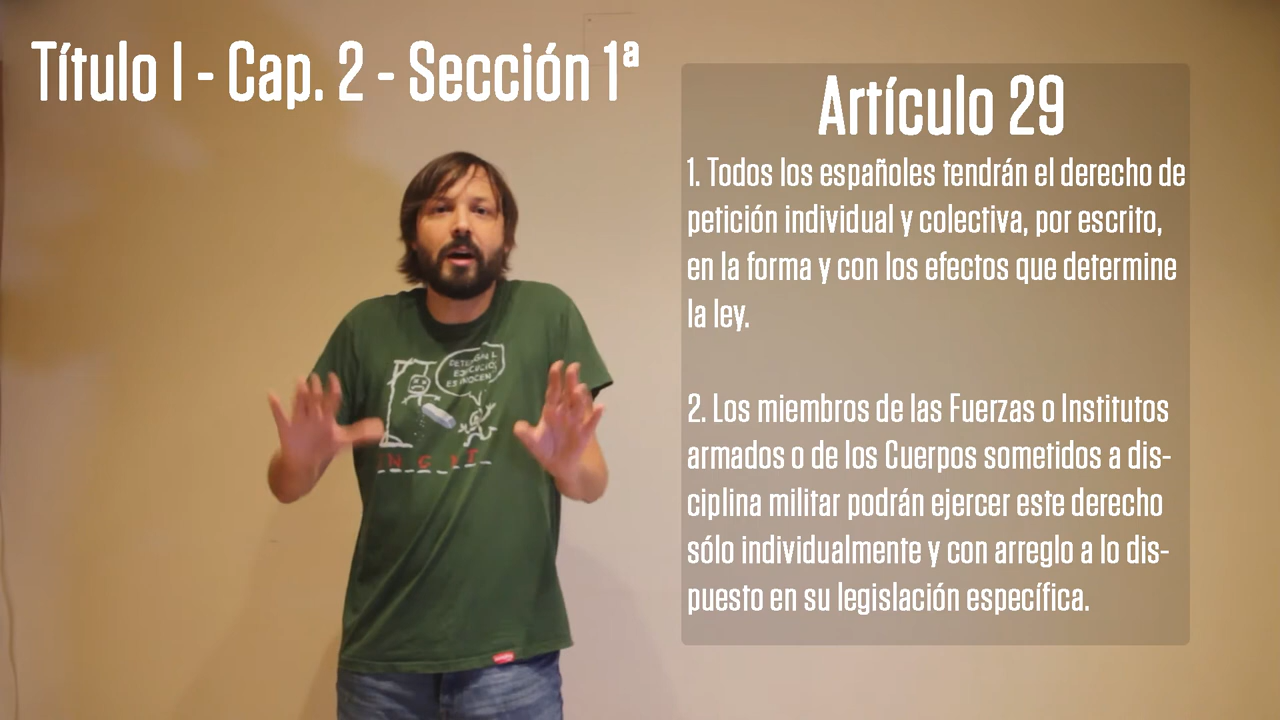 Título I - Cap. 2 - Sección 1ª
Artículo 29
1. Todos los españoles tendrán el derecho de
petición individual y colectiva, por escrito,
en la forma y con los efectos que determine
la ley.
2. Los miembros de las Fuerzas o Institutos
armados o de los Cuerpos sometidos a dis-
ciplina militar podrán ejercer este derecho
sólo individualmente y con arreglo a lo dis-
puesto en su legislación específica.